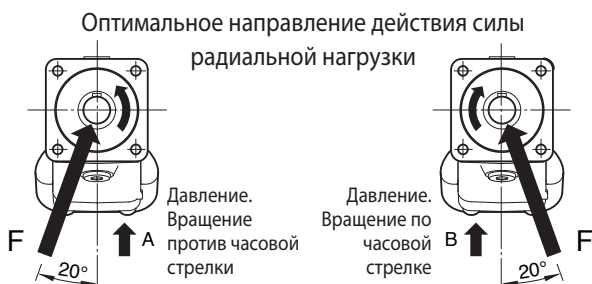 Оптимальное направление действия силы
радиальной нагрузки
Давление.
Вращение
против часовой
стрелки
F
A
20°
Давление.
Вращение по
часовой
стрелке
B
F
20°